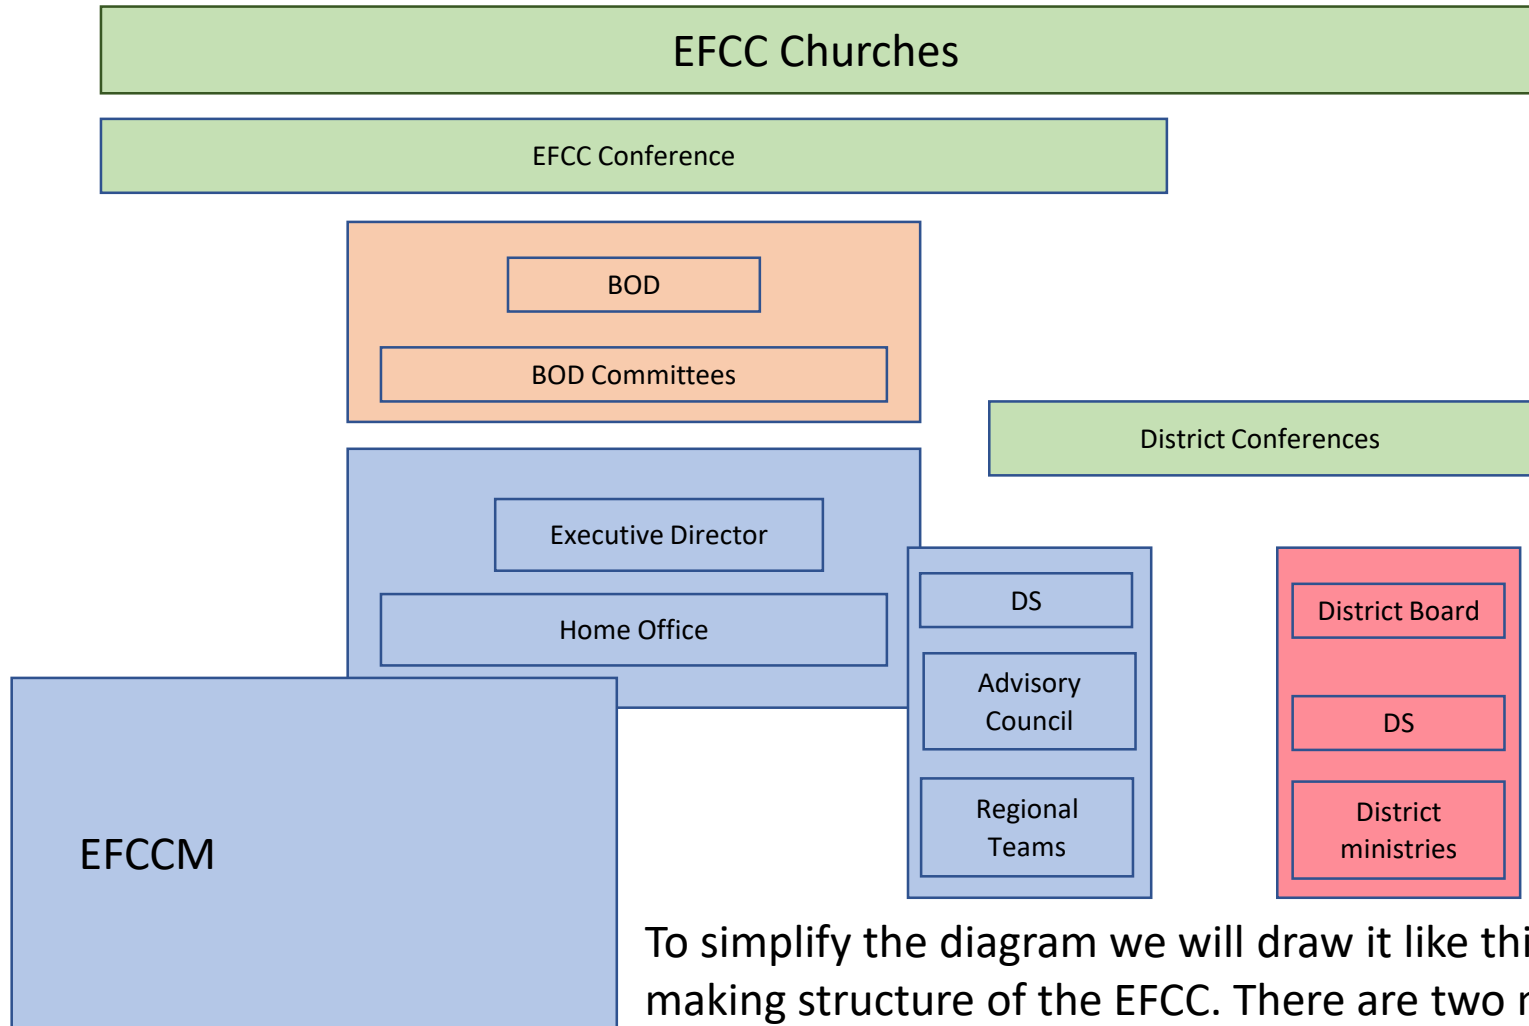 EFCC Churches
EFCC Conference
BOD
BOD Committees
District Conferences
Executive Director
Home Office
DS
Advisory
Council
Regional
Teams
District Board
DS
District
ministries
EFCCM
To simplify the diagram we will draw it like
making structure of the EFCC. There are two